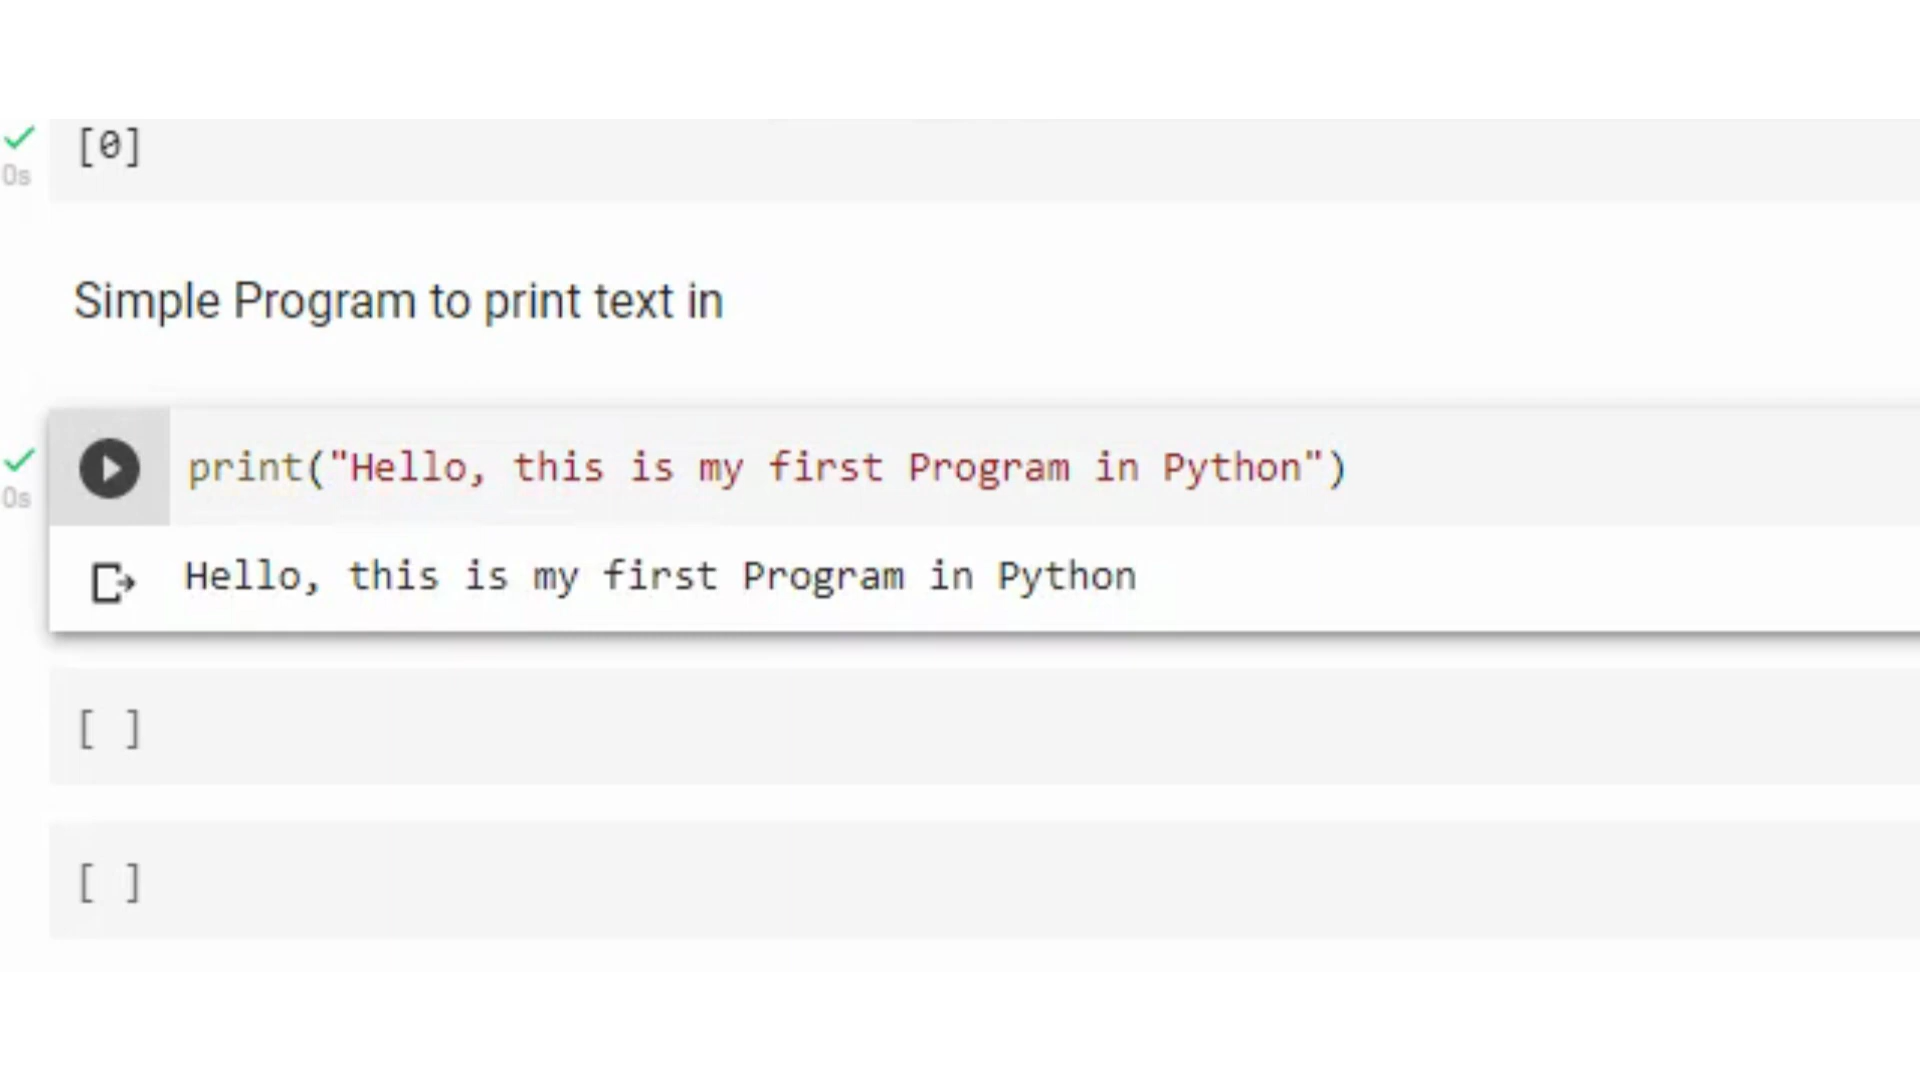 [0]
0s
Simple Program to print text in
print("Hello, this is my first Program in Python")
0s
Hello, this is my first Program in Python
[ ]
[ ]